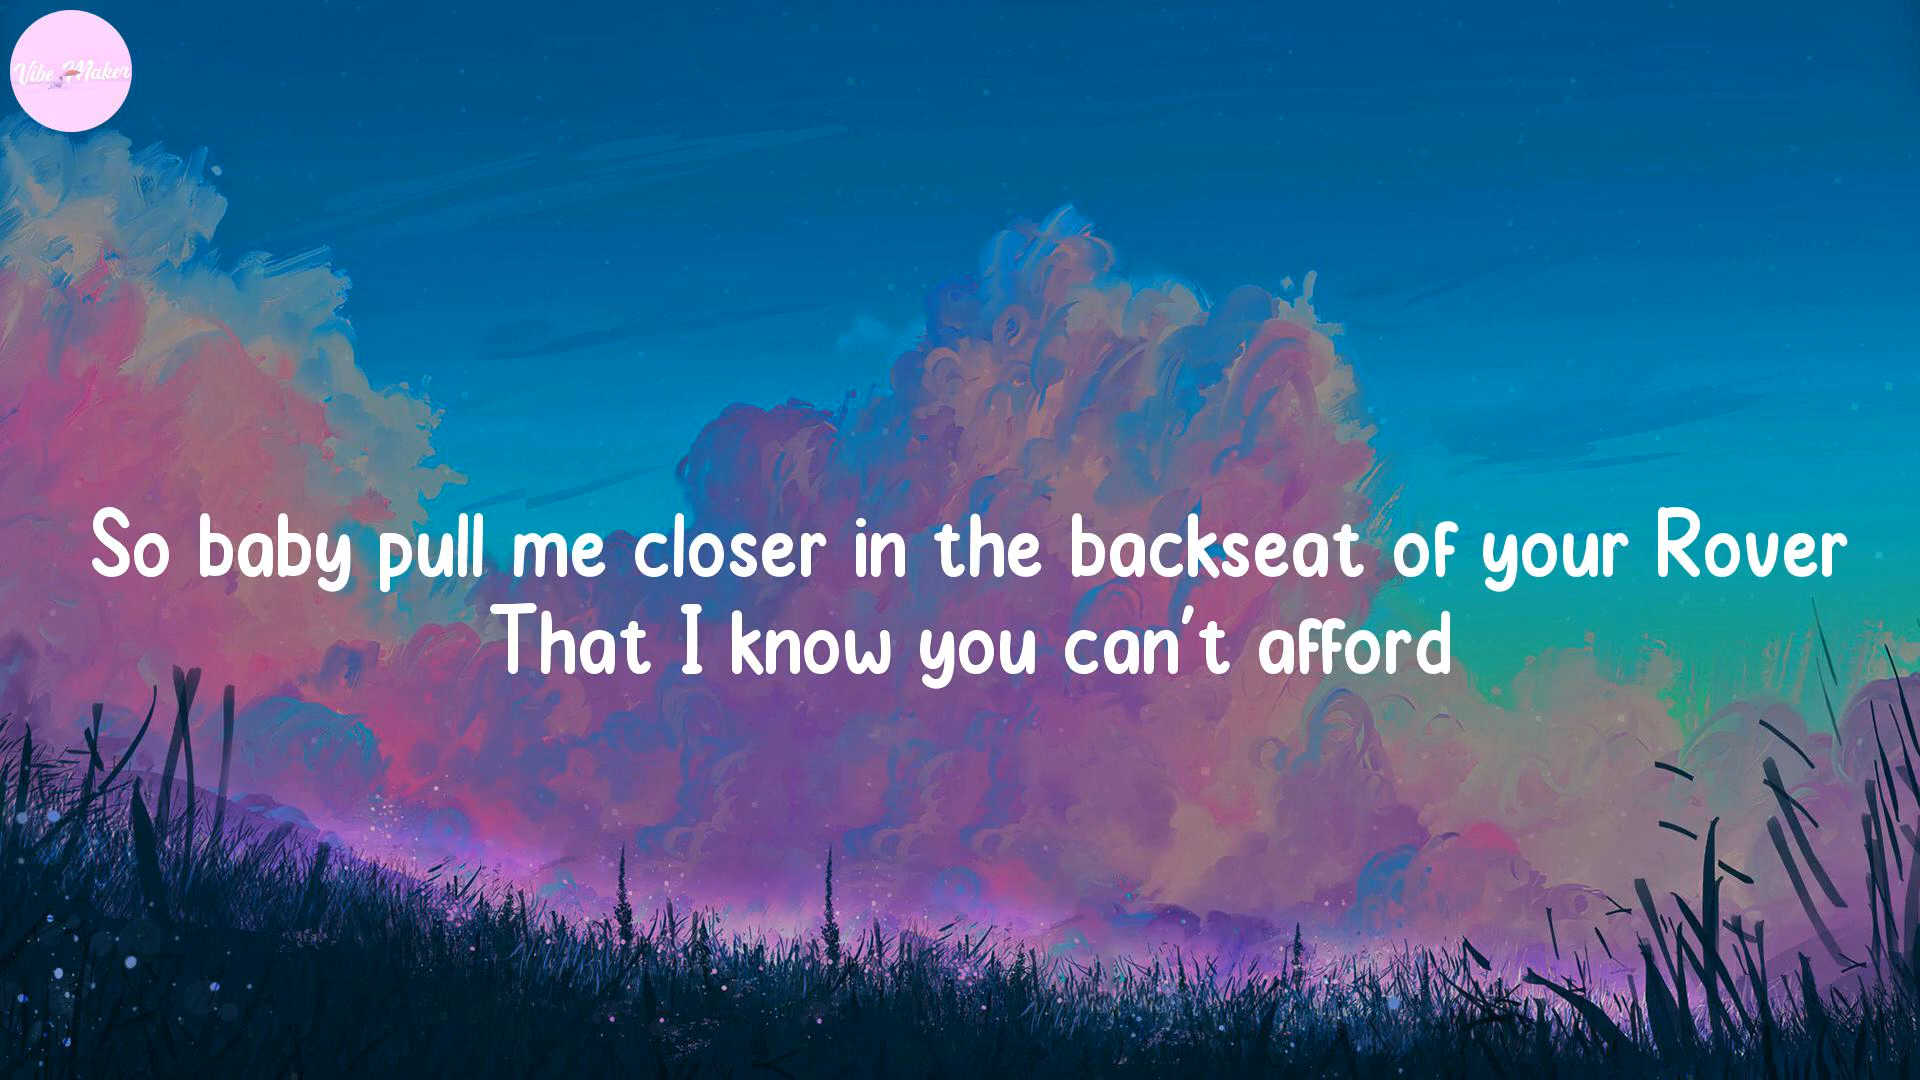 Vibe Maker
So baby pull me closer in the backseat of your Rover
That I know you can't afford